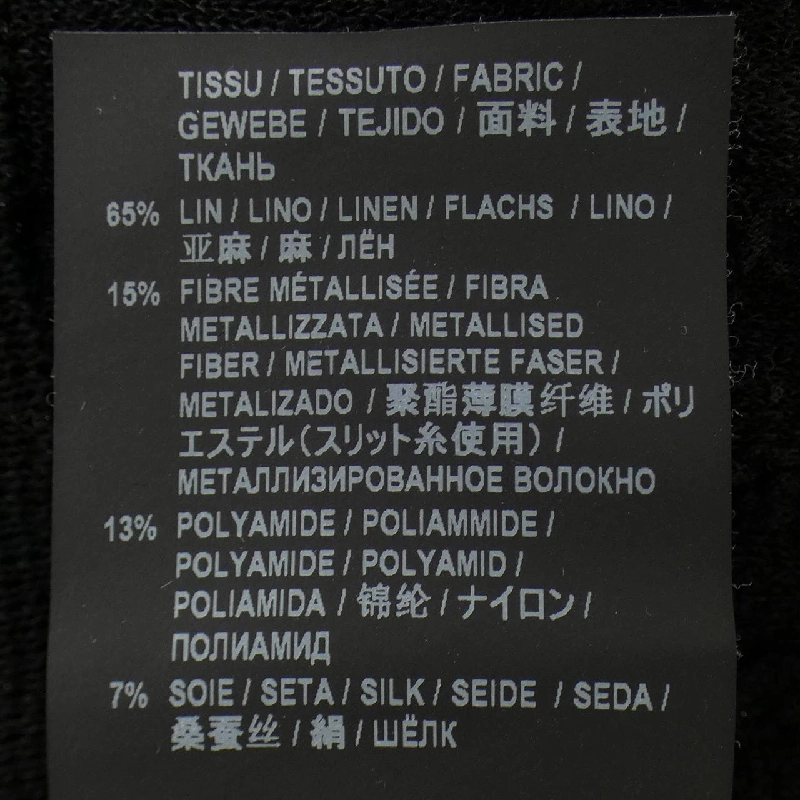 TISSU / TESSUTO / FABRIC /
GEWEBE / TEJIDO / 面料 / 表地 /
ТКАНЬ
65% LIN / LINO / LINEN / FLACHS / LINO /
亚麻 / 麻 / ЛЁН
15% FIBRE MÉTALLISÉE / FIBRA
METALLIZZATA / METALLISED
FIBER / METALLISIERTE FASER /
METALIZADO / 聚酯薄膜纤维 / ポリ
エステル(スリット糸使用) /
МЕТАЛЛИЗИРОВАННОЕ ВОЛОКНО
13% POLYAMIDE / POLIAMMIDE /
POLYAMIDE / POLYAMID /
POLIAMIDA / 锦纶 / ナイロン /
ПОЛИАМИД
7% SOIE / SETA / SILK / SEIDE / SEDA /
桑蚕丝 / 絹 / ШЁЛК